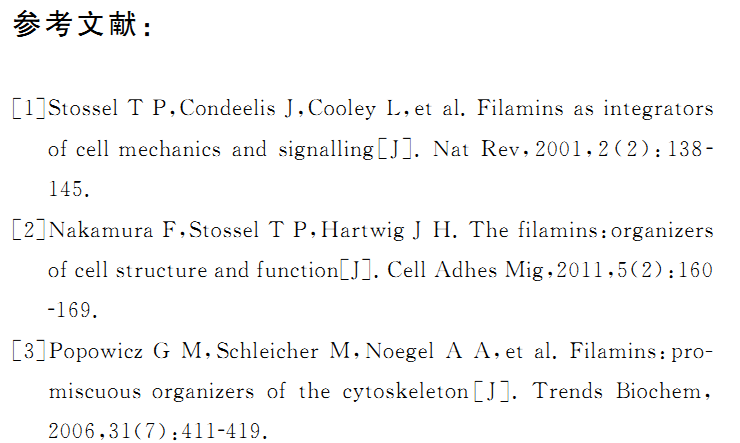 参考文献：
[1]Stossel T P,Condeelis J,Cooley L,et al. Filamins as integrators
of cell mechanics and signalling[J]. Nat Rev,2001,2(2):138-
145.
[2]Nakamura F,Stossel T P,Hartwig J H. The filamins:organizers
of cell structure and function[J]. Cell Adhes Mig,2011,5(2):160
-169.
[3]Popowicz G M,Schleicher M,Noegel A A,et al. Filamins:pro-
miscuous organizers of the cytoskeleton[J]. Trends Biochem,
2006,31(7):411-419.